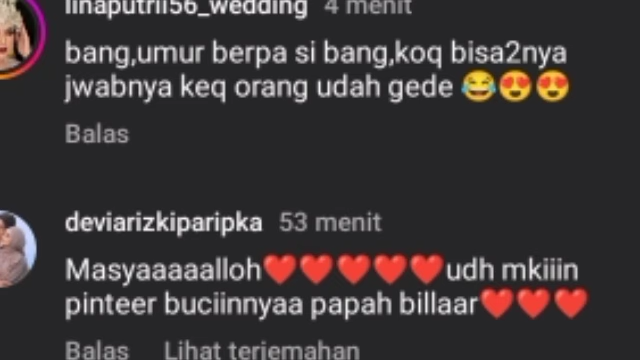 linaputrii56_wedding 4 menit
bang,umur berpa si bang,koq bisa2nya
jwabnya keq orang udah gede 😂😍😍
Balas
deviarizkiparipka 53 menit
Masyaaaaalloh❤️❤️❤️❤️❤️udh mkiiin
pinteer buciinnyaa papah billaar❤️❤️❤️
Balas Lihat terjemahan